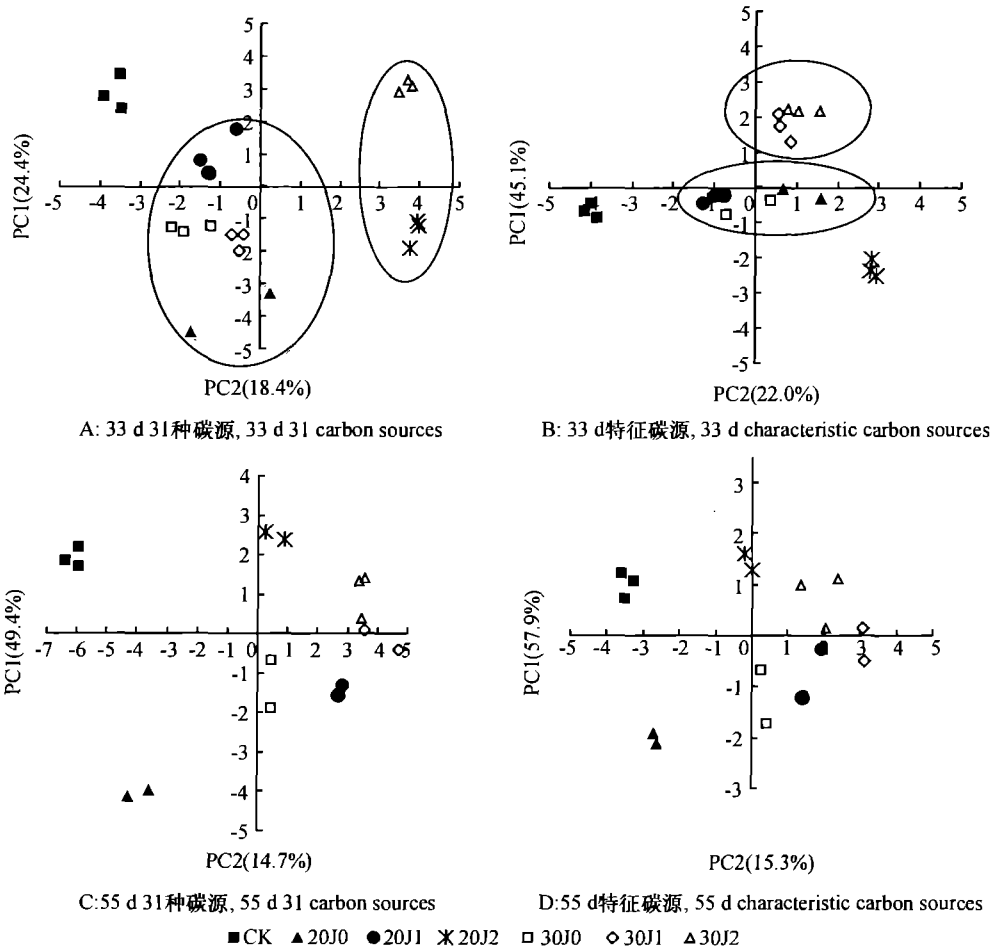 5
4
3
2
1
-5 -4 -3 -2 -1 0 1 2 3 4 5
-1
-2
-3
-4
-5
PC1(24.4%)
PC2(18.4%)
A: 33 d 31种碳源, 33 d 31 carbon sources
5
4
3
2
1
-5 -4 -3 -2 -1 0 1 2 3 4 5
-1
-2
-3
-4
-5
PC1(45.1%)
PC2(22.0%)
B: 33 d特征碳源, 33 d characteristic carbon sources
4
3
2
1
-7 -6 -5 -4 -3 -2 -1 0 1 2 3 4 5
-1
-2
-3
-4
-5
PC1(49.4%)
PC2(14.7%)
C:55 d 31种碳源, 55 d 31 carbon sources
3
2
1
-5 -4 -3 -2 -1 0 1 2 3 4 5
-1
-2
-3
PC1(57.9%)
PC2(15.3%)
D:55 d特征碳源, 55 d characteristic carbon sources
CK 20J0 20J1 20J2 30J0 30J1 30J2